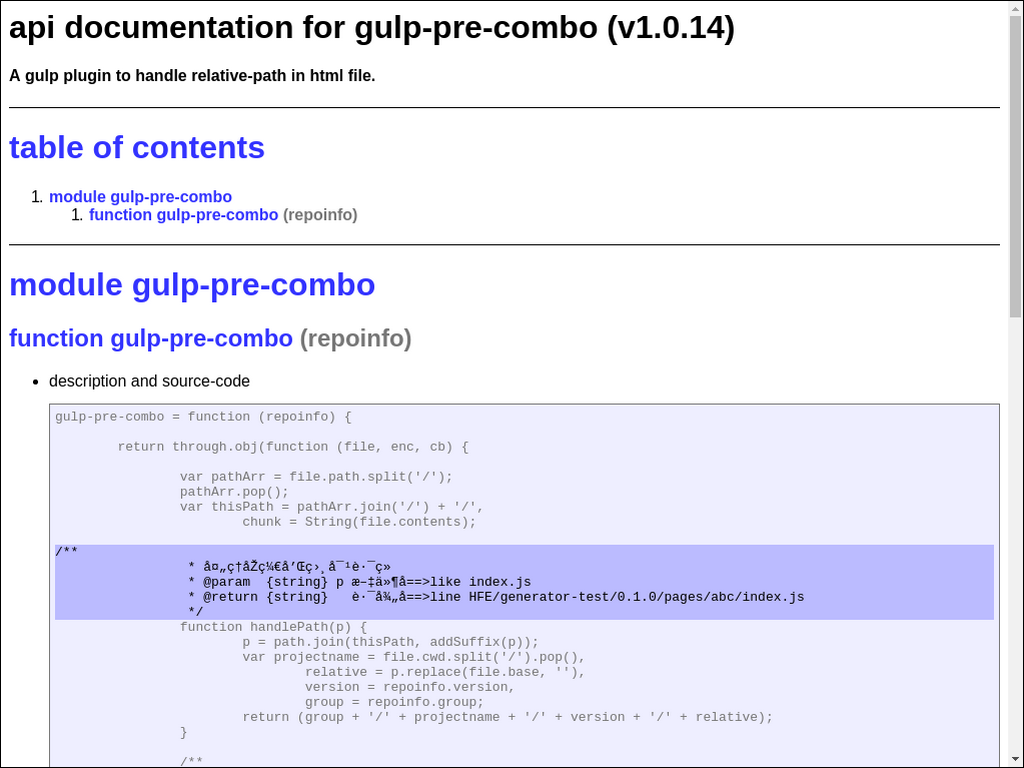 api documentation for gulp-pre-combo (v1.0.14)
A gulp plugin to handle relative-path in html file.
table of contents
1. module gulp-pre-combo
1. function gulp-pre-combo (repoinfo)
module gulp-pre-combo
function gulp-pre-combo (repoinfo)
• description and source-code
gulp-pre-combo = function (repoinfo) {
return through.obj(function (file, enc, cb) {
var pathArr = file.path.split('/');
pathArr.pop();
var thisPath = pathArr.join('/') + '/',
chunk = String(file.contents);
/**
* å¤„ç†åŽç¼€å’Œç›¸å¯¹è·¯ç»
* @param  {string} p æ–‡ä»¶å==>like index.js
* @return {string}   è·¯å¾„å==>line HFE/generator-test/0.1.0/pages/abc/index.js
*/
function handlePath(p) {
p = path.join(thisPath, addSuffix(p));
var projectname = file.cwd.split('/').pop(),
relative = p.replace(file.base, ''),
version = repoinfo.version,
group = repoinfo.group;
return (group + '/' + projectname + '/' + version + '/' + relative);
}
/**